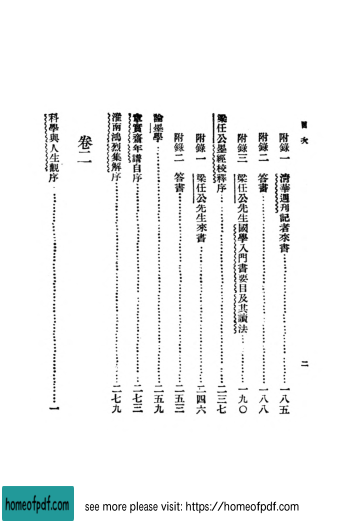 目次
二
附錄一 清華週刊記者來書 一八五
附錄二 答書 一八八
附錄三 梁任公先生國學入門書要目及其讀法 一九〇
梁任公墨經校釋序 二三七
附錄一 梁任公先生來書 二四六
附錄二 答書 二五三
論墨學 二五九
章實齋年譜自序 二七三
淮南鴻烈集解序 二七九
卷二
科學與人生觀序 一
homeofpdf.com
see more please visit: https://homeofpdf.com